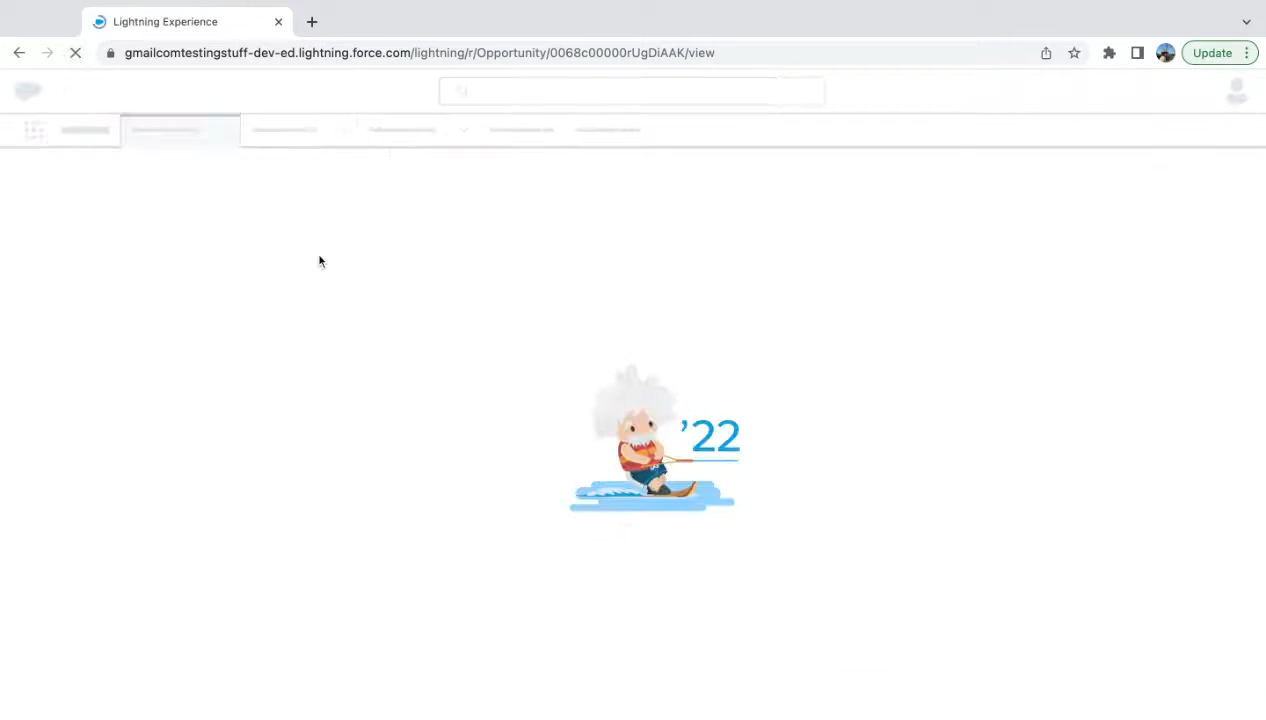 Lightning Experience
gmailcomtestingstuff-dev-ed.lightning.force.com/lightning/r/Opportunity/0068c00000rUgDiAAK/view
Update
’22